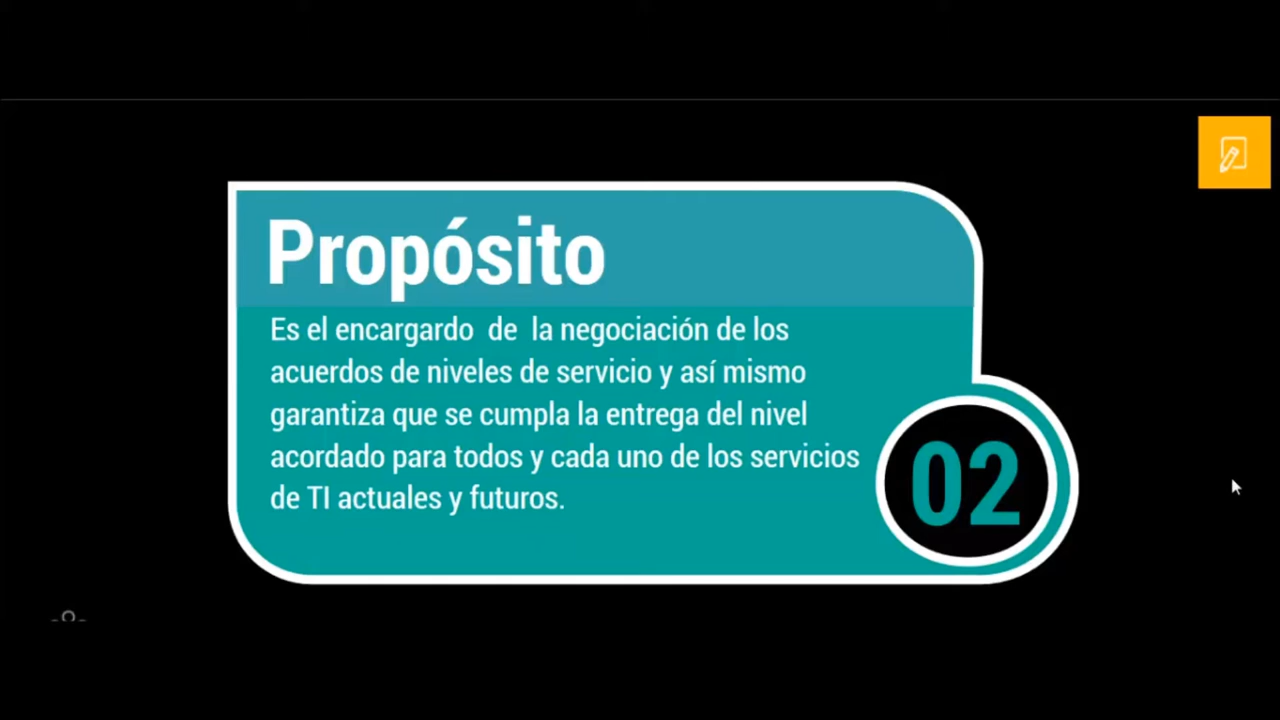 Propósito
Es el encargardo de la negociación de los
acuerdos de niveles de servicio y así mismo
garantiza que se cumpla la entrega del nivel
acordado para todos y cada uno de los servicios
de TI actuales y futuros.
02